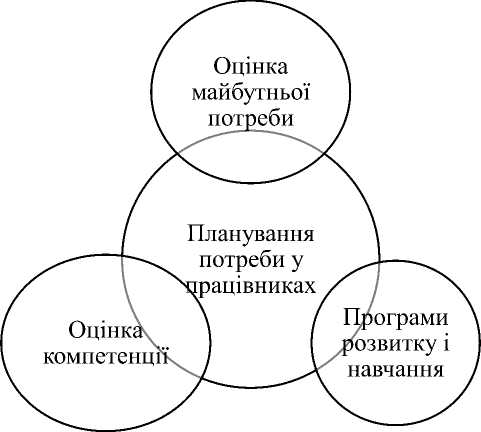 Оцінка
майбутньої
потреби
Планування
потреби у
працівниках
Оцінка
компетенції
Програми
розвитку і
навчання